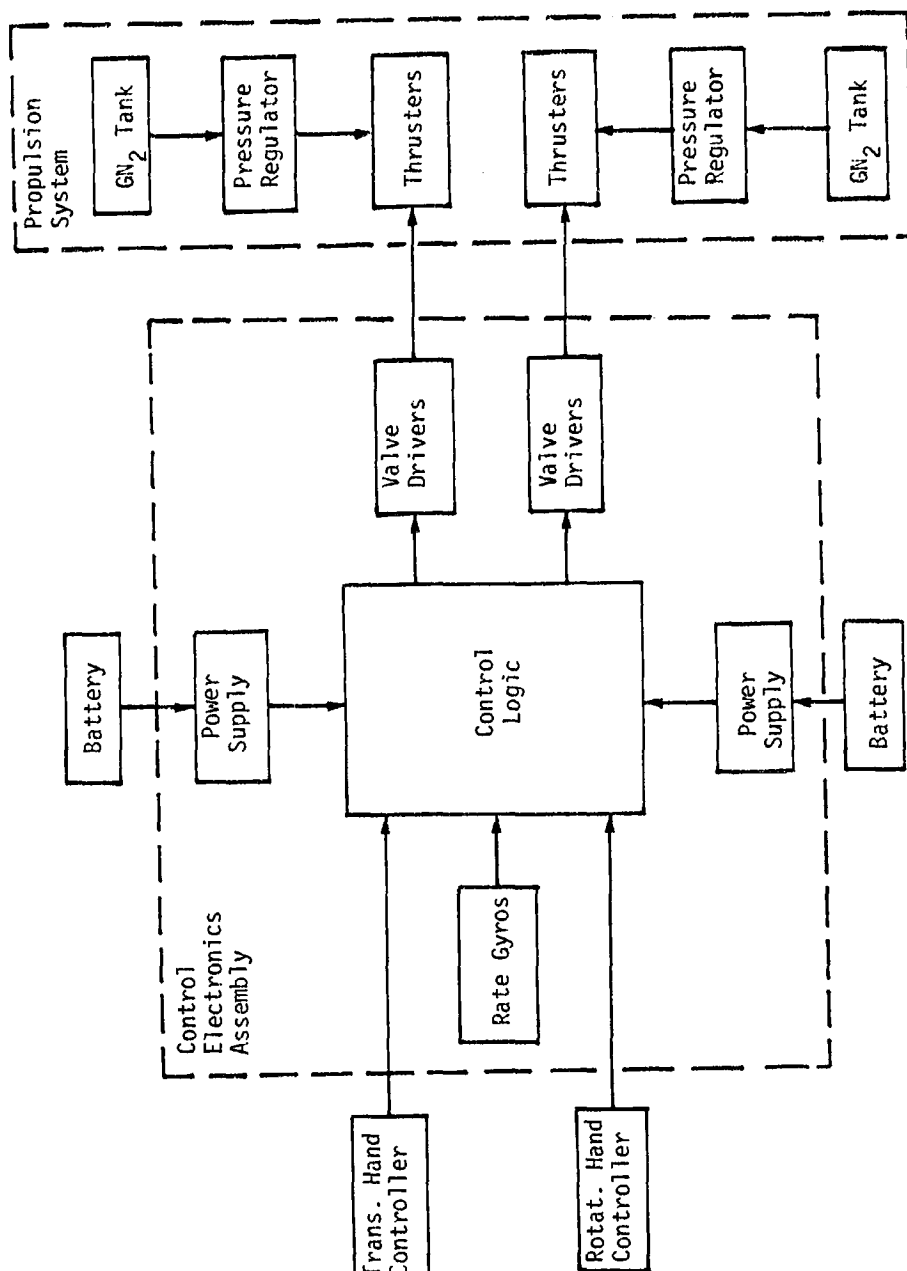 Propulsion
System
GN2 Tank
Pressure
Regulator
Thrusters
Thrusters
Pressure
Regulator
GN2 Tank
Battery
Control
Electronics
Assembly
Power
Supply
Valve
Drivers
Valve
Drivers
Control
Logic
Rate Gyros
Power
Supply
Battery
Trans. Hand
Controller
Rotat. Hand
Controller